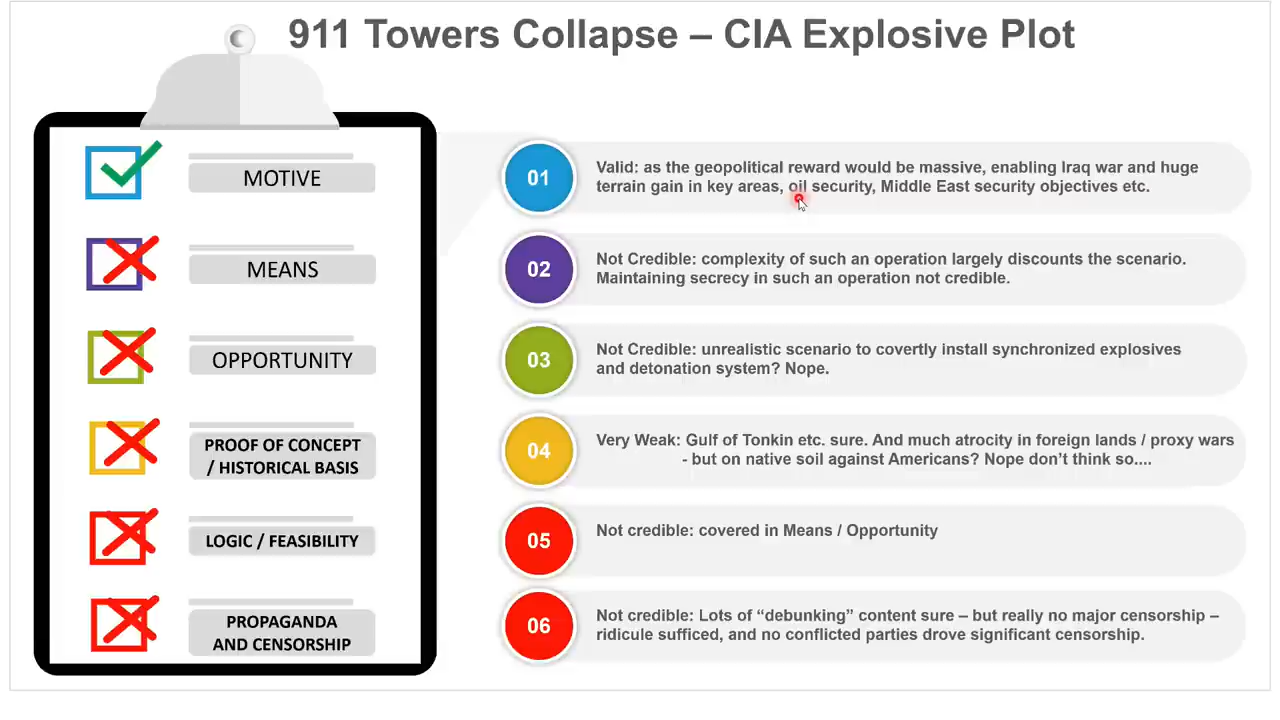 911 Towers Collapse – CIA Explosive Plot
MOTIVE
01
Valid: as the geopolitical reward would be massive, enabling Iraq war and huge
terrain gain in key areas, oil security, Middle East security objectives etc.
MEANS
02
Not Credible: complexity of such an operation largely discounts the scenario.
Maintaining secrecy in such an operation not credible.
OPPORTUNITY
03
Not Credible: unrealistic scenario to covertly install synchronized explosives
and detonation system? Nope.
PROOF OF CONCEPT
/ HISTORICAL BASIS
04
Very Weak: Gulf of Tonkin etc. sure. And much atrocity in foreign lands / proxy wars
- but on native soil against Americans? Nope don’t think so....
LOGIC / FEASIBILITY
05
Not credible: covered in Means / Opportunity
PROPAGANDA
AND CENSORSHIP
06
Not credible: Lots of “debunking” content sure – but really no major censorship –
ridicule sufficed, and no conflicted parties drove significant censorship.